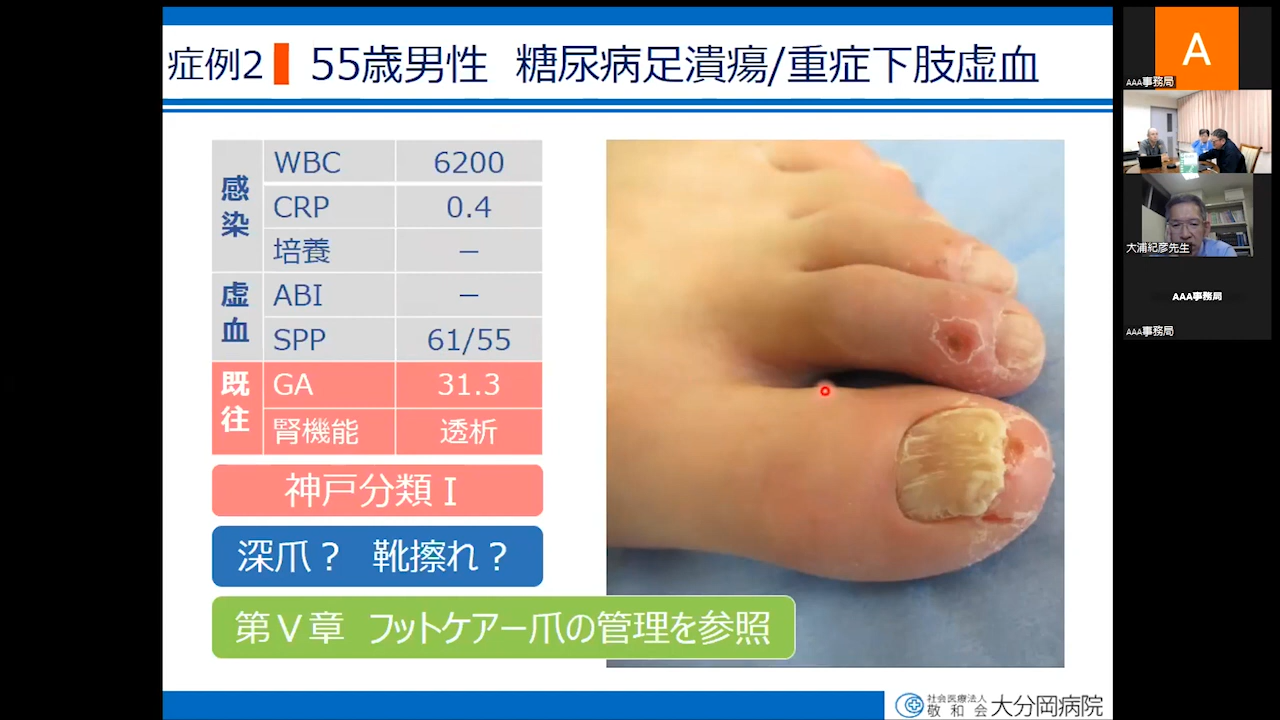 症例2 55歳男性 糖尿病足潰瘍/重症下肢虚血
感染
WBC 6200
CRP 0.4
培養 －
虚血
ABI －
SPP 61/55
既往
GA 31.3
腎機能 透析
神戸分類Ⅰ
深爪？ 靴擦れ？
第Ⅴ章 フットケアー爪の管理を参照
社会医療法人
敬和会
大分岡病院
A
AAA事務局
大浦紀彦先生
AAA事務局
AAA事務局